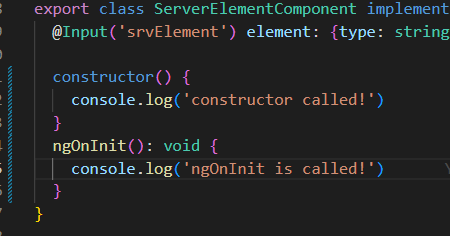 export class ServerElementComponent implement
@Input('srvElement') element: {type: string
constructor() {
console.log('constructor called!')
}
ngOnInit(): void {
console.log('ngOnInit is called!')
}
}